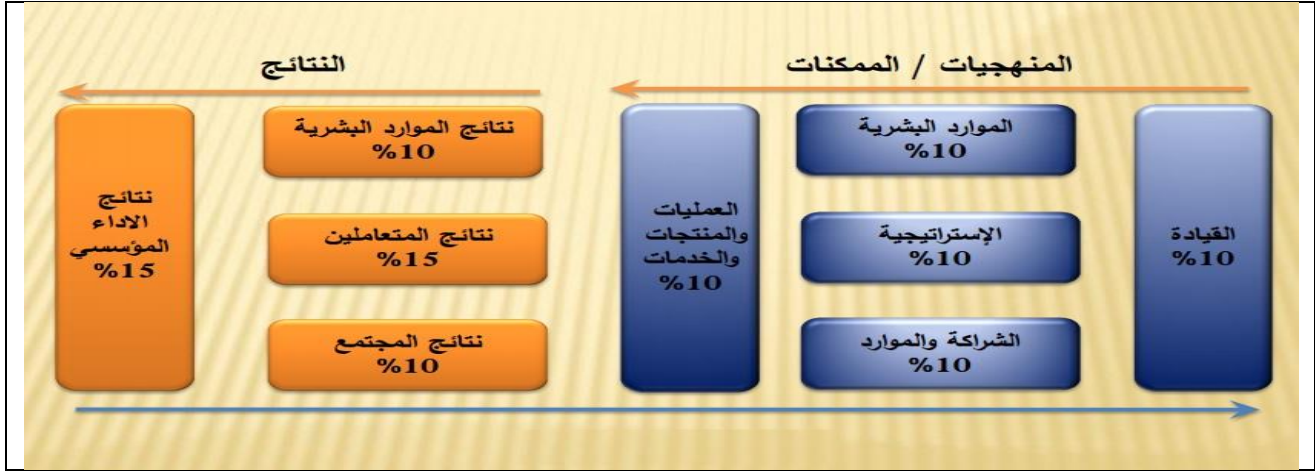 المنهجيات / الممكنات
النتائج
القيادة
%10
الموارد البشرية
%10
الإستراتيجية
%10
الشراكة والموارد
%10
العمليات
والمنتجات
والخدمات
%10
نتائج الموارد البشرية
%10
نتائج المتعاملين
%15
نتائج المجتمع
%10
نتائج
الاداء
المؤسسي
%15